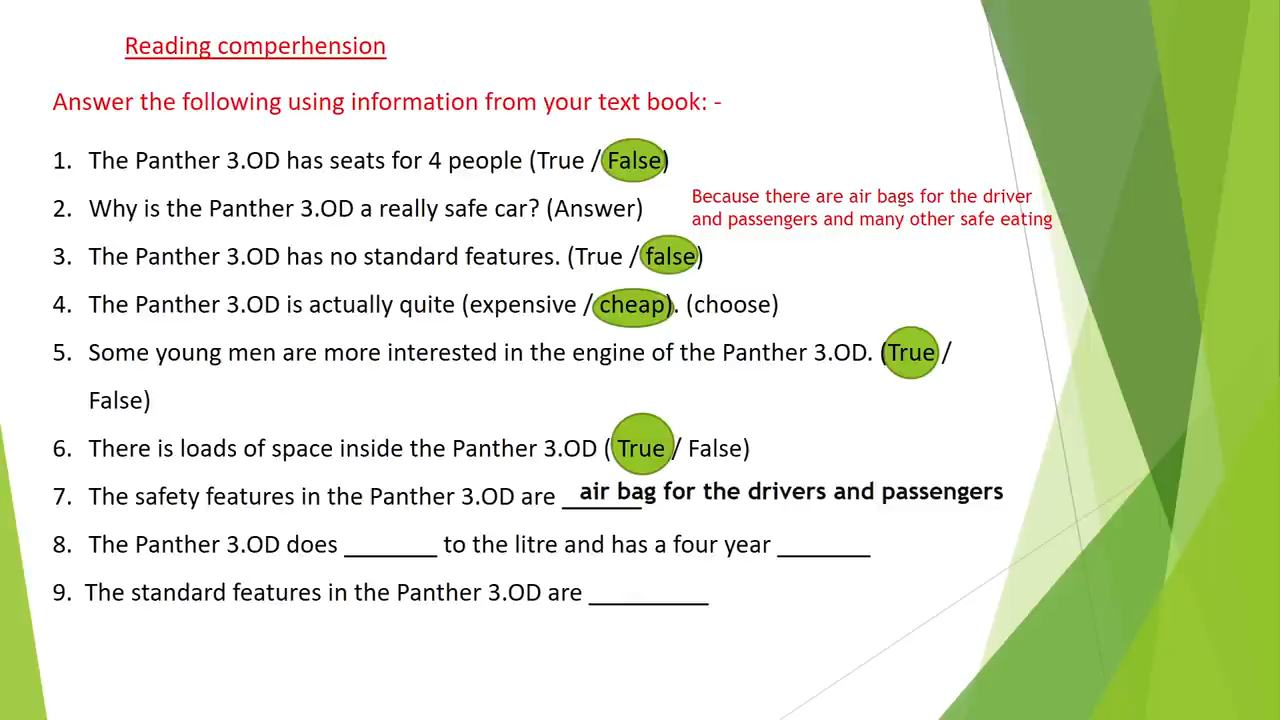 Reading comperhension
Answer the following using information from your text book: -
1. The Panther 3.OD has seats for 4 people (True / False)
2. Why is the Panther 3.OD a really safe car? (Answer)
Because there are air bags for the driver
and passengers and many other safe eating
3. The Panther 3.OD has no standard features. (True / false)
4. The Panther 3.OD is actually quite (expensive / cheap). (choose)
5. Some young men are more interested in the engine of the Panther 3.OD. (True /
False)
6. There is loads of space inside the Panther 3.OD ( True / False)
7. The safety features in the Panther 3.OD are ______ air bag for the drivers and passengers
8. The Panther 3.OD does _______ to the litre and has a four year _______
9. The standard features in the Panther 3.OD are _________